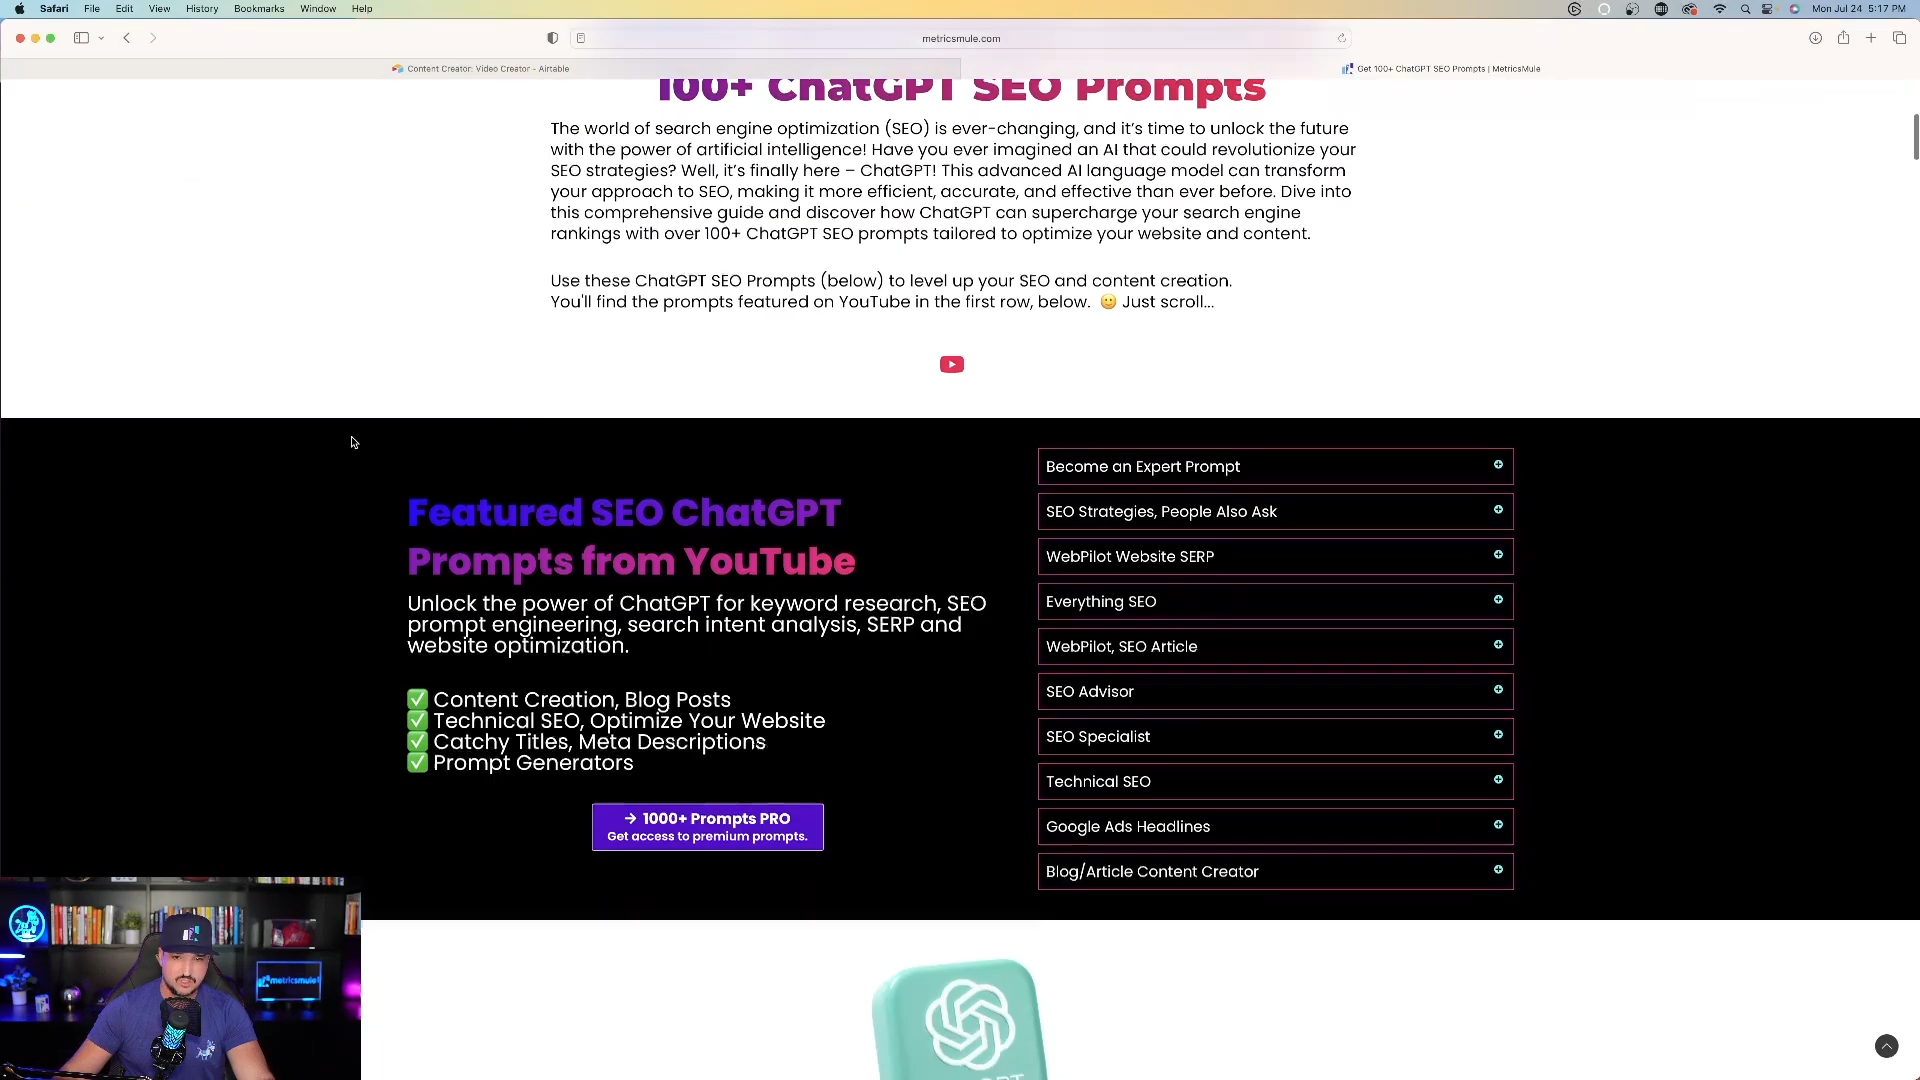 Safari File Edit View History Bookmarks Window Help
Mon Jul 24 5:17 PM
metricsmule.com
Content Creator: Video Creator - Airtable
Get 100+ ChatGPT SEO Prompts | MetricsMule
100+ ChatGPT SEO Prompts
The world of search engine optimization (SEO) is ever-changing, and it's time to unlock the future
with the power of artificial intelligence! Have you ever imagined an AI that could revolutionize your
SEO strategies? Well, it's finally here – ChatGPT! This advanced AI language model can transform
your approach to SEO, making it more efficient, accurate, and effective than ever before. Dive into
this comprehensive guide and discover how ChatGPT can supercharge your search engine
rankings with over 100+ ChatGPT SEO prompts tailored to optimize your website and content.
Use these ChatGPT SEO Prompts (below) to level up your SEO and content creation.
You'll find the prompts featured on YouTube in the first row, below. 🙂 Just scroll...
Featured SEO ChatGPT
Prompts from YouTube
Unlock the power of ChatGPT for keyword research, SEO
prompt engineering, search intent analysis, SERP and
website optimization.
✅ Content Creation, Blog Posts
✅ Technical SEO, Optimize Your Website
✅ Catchy Titles, Meta Descriptions
✅ Prompt Generators
→ 1000+ Prompts PRO
Get access to premium prompts.
Become an Expert Prompt
SEO Strategies, People Also Ask
WebPilot Website SERP
Everything SEO
WebPilot, SEO Article
SEO Advisor
SEO Specialist
Technical SEO
Google Ads Headlines
Blog/Article Content Creator
metricsmule